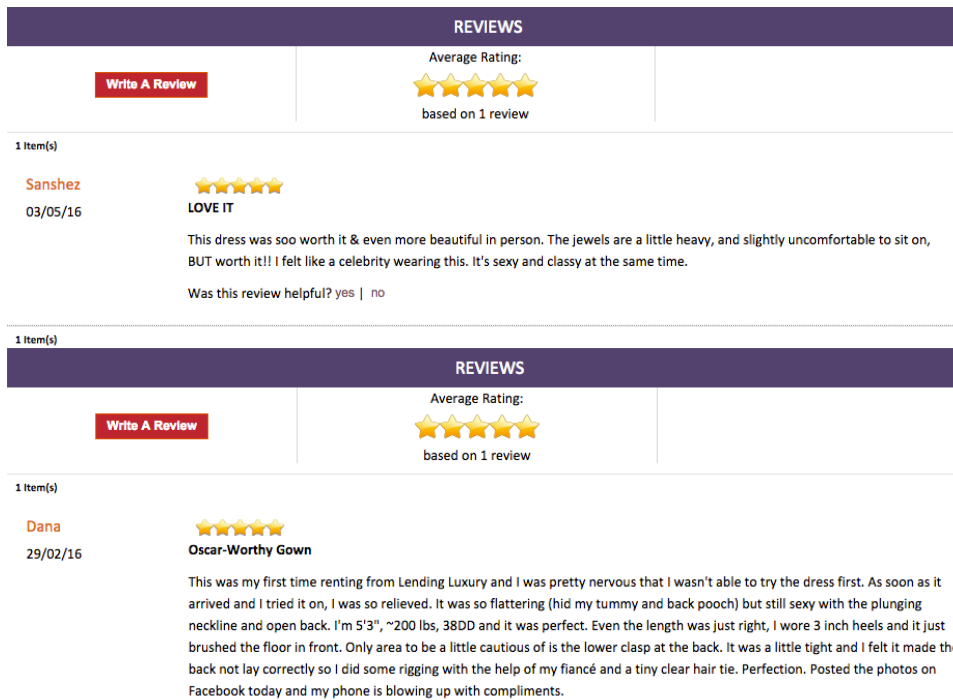 REVIEWS
Average Rating:
Write A Review
based on 1 review
1 Item(s)
Sanshez
03/05/16
LOVE IT
This dress was soo worth it & even more beautiful in person. The jewels are a little heavy, and slightly uncomfortable to sit on,
BUT worth it!! I felt like a celebrity wearing this. It's sexy and classy at the same time.
Was this review helpful? yes | no
1 Item(s)
REVIEWS
Average Rating:
Write A Review
based on 1 review
1 Item(s)
Dana
29/02/16
Oscar-Worthy Gown
This was my first time renting from Lending Luxury and I was pretty nervous that I wasn't able to try the dress first. As soon as it
arrived and I tried it on, I was so relieved. It was so flattering (hid my tummy and back pooch) but still sexy with the plunging
neckline and open back. I'm 5'3", ~200 lbs, 38DD and it was perfect. Even the length was just right, I wore 3 inch heels and it just
brushed the floor in front. Only area to be a little cautious of is the lower clasp at the back. It was a little tight and I felt it made the
back not lay correctly so I did some rigging with the help of my fiancé and a tiny clear hair tie. Perfection. Posted the photos on
Facebook today and my phone is blowing up with compliments.